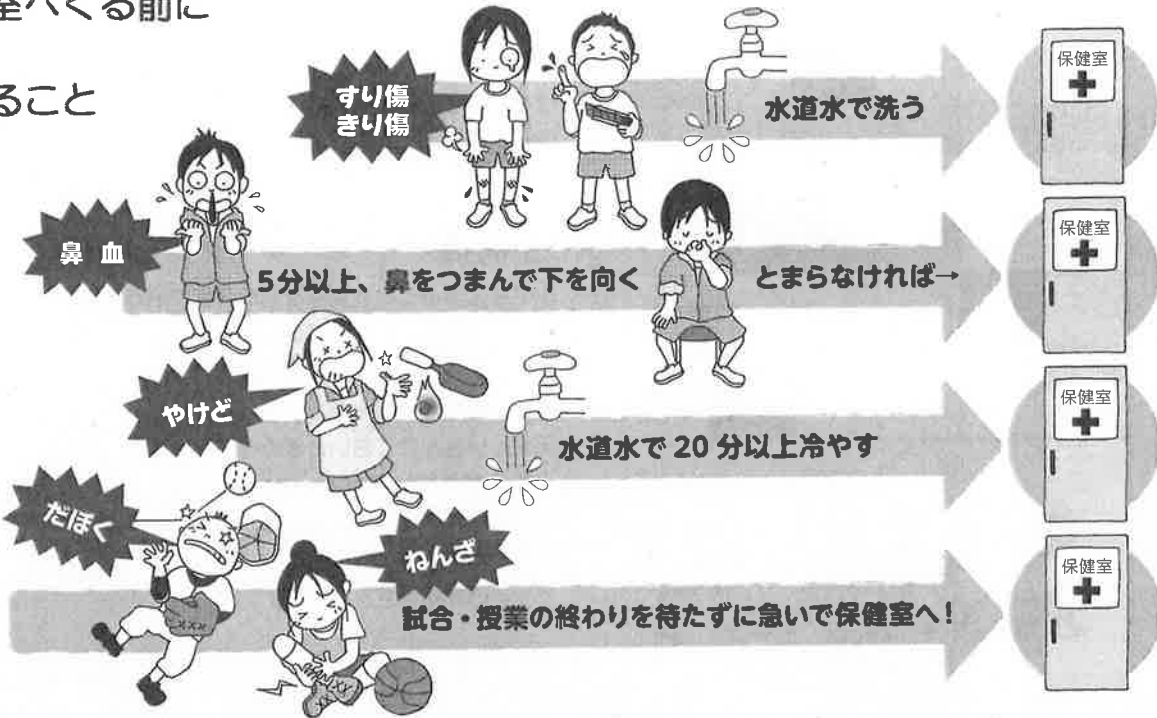 室へくる前に
ること
すり傷
きり傷
水道水で洗う
保健室
鼻血
5分以上、鼻をつまんで下を向く
とまらなければ→
保健室
やけど
水道水で 20 分以上冷やす
保健室
だぼく
ねんざ
試合・授業の終わりを待たずに急いで保健室へ!
保健室